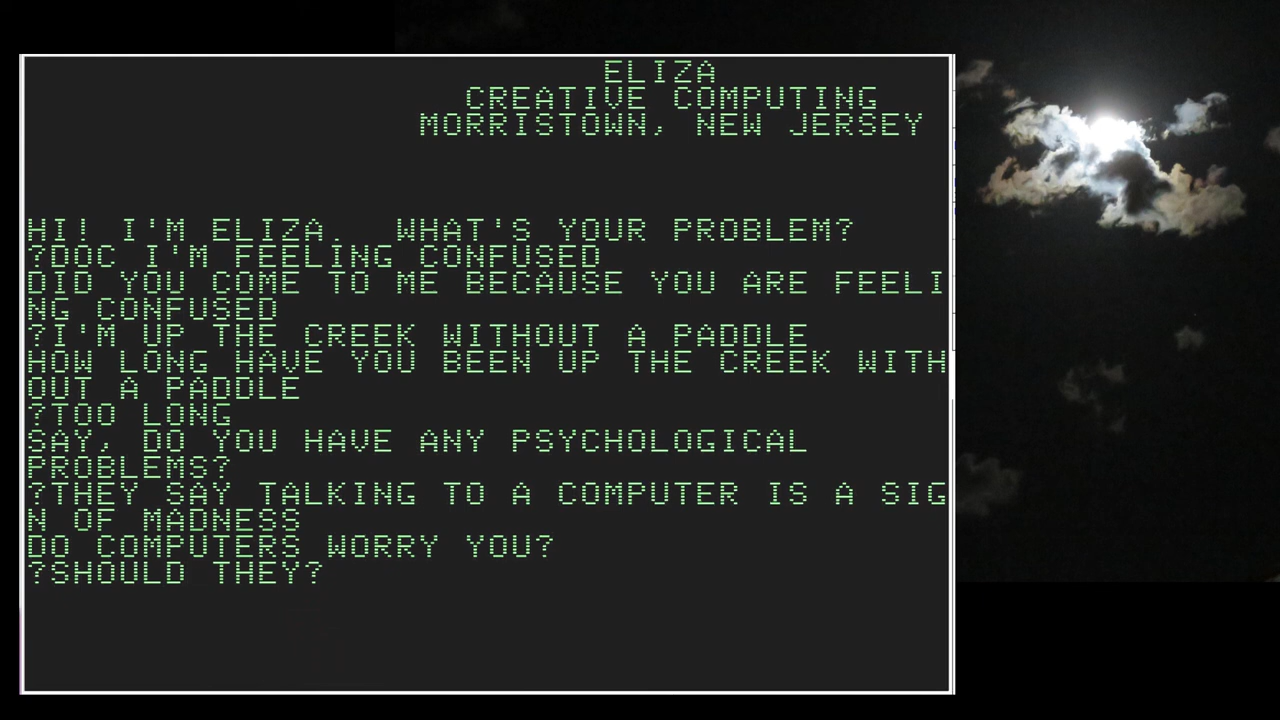 ELIZA
CREATIVE COMPUTING
MORRISTOWN, NEW JERSEY
HI! I'M ELIZA.  WHAT'S YOUR PROBLEM?
?DOC I'M FEELING CONFUSED
DID YOU COME TO ME BECAUSE YOU ARE FEELI
NG CONFUSED
?I'M UP THE CREEK WITHOUT A PADDLE
HOW LONG HAVE YOU BEEN UP THE CREEK WITH
OUT A PADDLE
?TOO LONG
SAY, DO YOU HAVE ANY PSYCHOLOGICAL
PROBLEMS?
?THEY SAY TALKING TO A COMPUTER IS A SIG
N OF MADNESS
DO COMPUTERS WORRY YOU?
?SHOULD THEY?